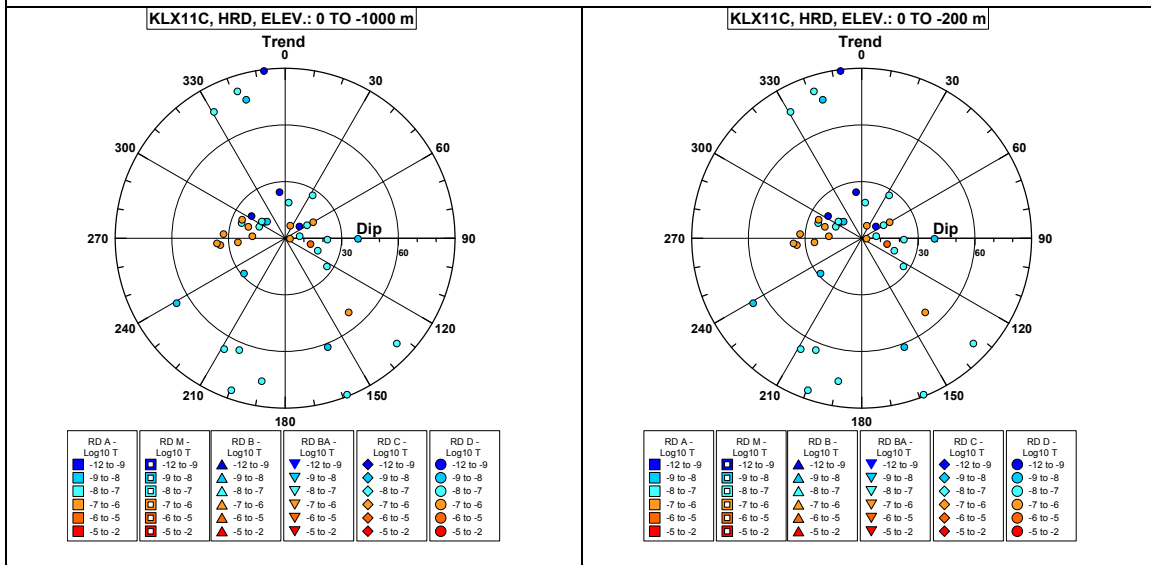 KLX11C, HRD, ELEV.: 0 TO -1000 m
Trend
0
330
30
300
60
Dip
270
30
60
90
240
120
210
150
180
RD A -
Log10 T
-12 to -9
-9 to -8
-8 to -7
-7 to -6
-6 to -5
-5 to -2
RD M -
Log10 T
-12 to -9
-9 to -8
-8 to -7
-7 to -6
-6 to -5
-5 to -2
RD B -
Log10 T
-12 to -9
-9 to -8
-8 to -7
-7 to -6
-6 to -5
-5 to -2
RD BA -
Log10 T
-12 to -9
-9 to -8
-8 to -7
-7 to -6
-6 to -5
-5 to -2
RD C -
Log10 T
-12 to -9
-9 to -8
-8 to -7
-7 to -6
-6 to -5
-5 to -2
RD D -
Log10 T
-12 to -9
-9 to -8
-8 to -7
-7 to -6
-6 to -5
-5 to -2
KLX11C, HRD, ELEV.: 0 TO -200 m
Trend
0
330
30
300
60
Dip
270
30
60
90
240
120
210
150
180
RD A -
Log10 T
-12 to -9
-9 to -8
-8 to -7
-7 to -6
-6 to -5
-5 to -2
RD M -
Log10 T
-12 to -9
-9 to -8
-8 to -7
-7 to -6
-6 to -5
-5 to -2
RD B -
Log10 T
-12 to -9
-9 to -8
-8 to -7
-7 to -6
-6 to -5
-5 to -2
RD BA -
Log10 T
-12 to -9
-9 to -8
-8 to -7
-7 to -6
-6 to -5
-5 to -2
RD C -
Log10 T
-12 to -9
-9 to -8
-8 to -7
-7 to -6
-6 to -5
-5 to -2
RD D -
Log10 T
-12 to -9
-9 to -8
-8 to -7
-7 to -6
-6 to -5
-5 to -2